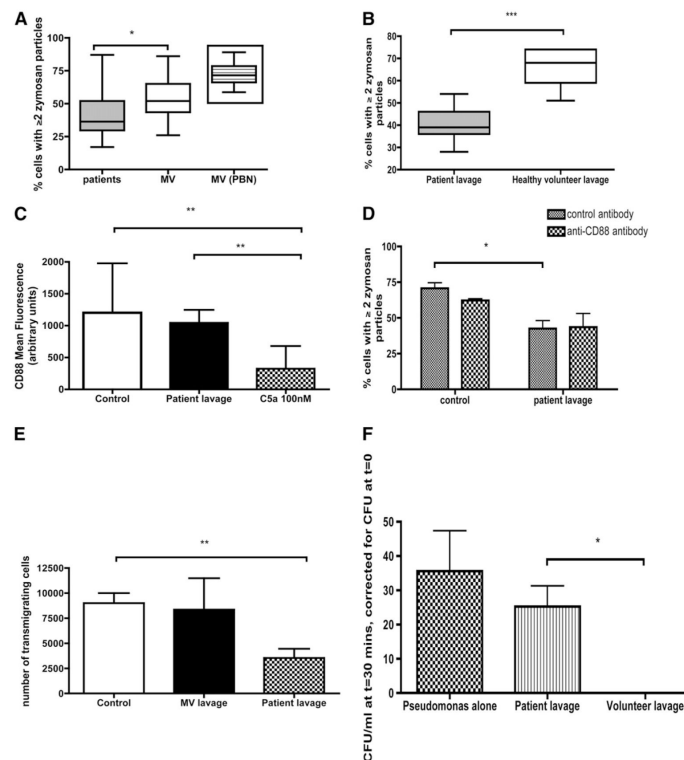 A
% cells with ≥2 zymosan particles
100
75
50
25
0
*
patients
MV
MV (PBN)
B
% cells with ≥ 2 zymosan
particles
80
70
60
50
40
30
20
10
0
***
Patient lavage
Healthy volunteer lavage
C
CD88 Mean Fluorescence
(arbitrary units)
2000
1500
1000
500
0
**
**
Control
Patient lavage
C5a 100nM
D
control antibody
anti-CD88 antibody
% cells with ≥ 2 zymosan
particles
100
75
50
25
0
*
control
patient lavage
E
number of transmigrating cells
12500
10000
7500
5000
2500
0
**
Control
MV lavage
Patient lavage
F
CFU/ml at t=30 mins, corrected for CFU at t=0
50
40
30
20
10
0
*
Pseudomonas alone
Patient lavage
Volunteer lavage